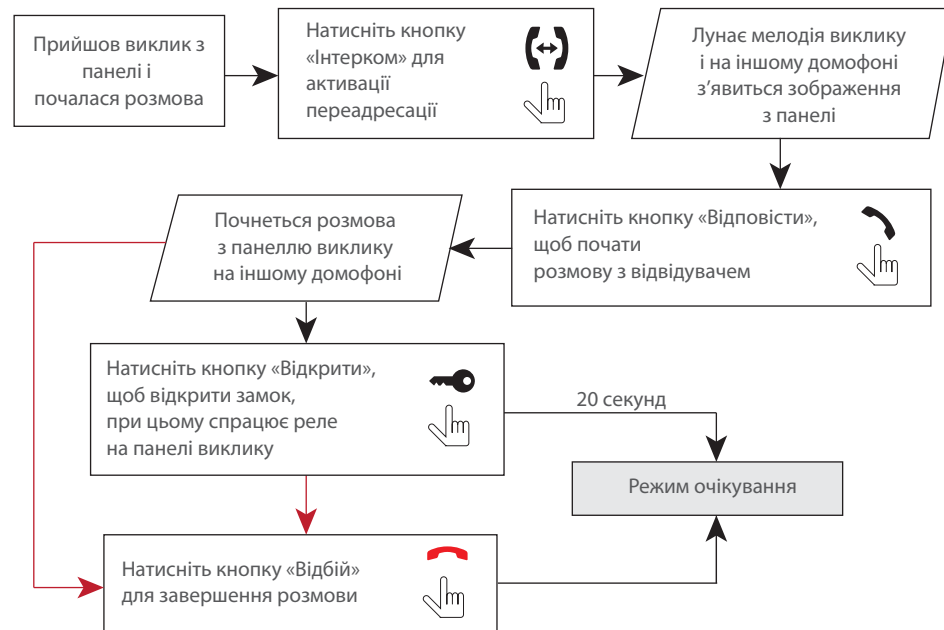 Прийшов виклик з
панелі і
почалася розмова
Натисніть кнопку
«Інтерком» для
активації
переадресації
Лунає мелодія виклику
і на іншому домофоні
з’явиться зображення
з панелі
Натисніть кнопку «Відповісти»,
щоб почати
розмову з відвідувачем
Почнеться розмова
з панеллю виклику
на іншому домофоні
Натисніть кнопку «Відкрити»,
щоб відкрити замок,
при цьому спрацює реле
на панелі виклику
20 секунд
Режим очікування
Натисніть кнопку «Відбій»
для завершення розмови